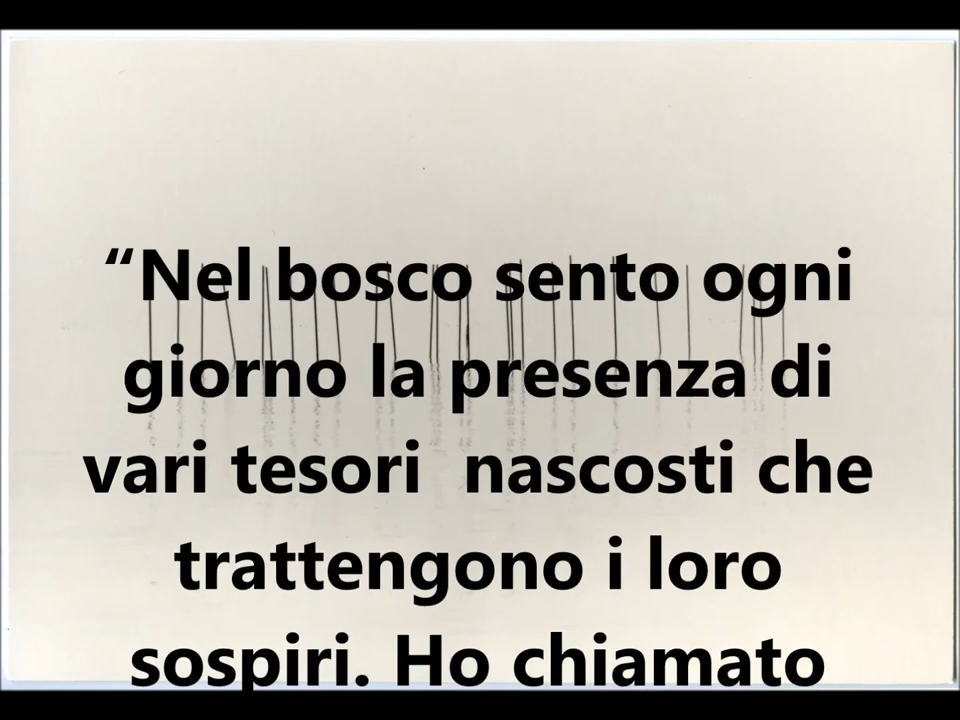 “Nel bosco sento ogni
giorno la presenza di
vari tesori  nascosti che
trattengono i loro
sospiri. Ho chiamato